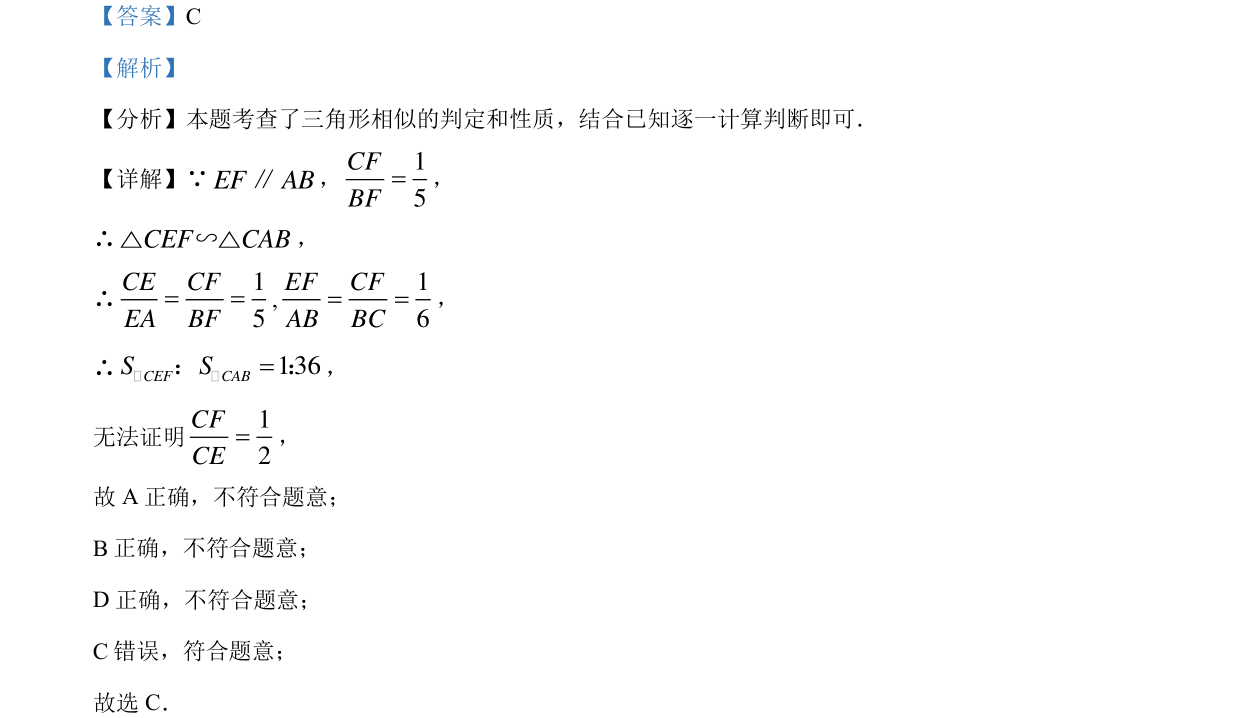 【答案】C
【解析】
【分析】本题考查了三角形相似的判定和性质，结合已知逐一计算判断即可．
【详解】∵EF∥AB，CF/BF=1/5，
∴△CEF∽△CAB，
∴CE/EA=CF/BF=1/5,EF/AB=CF/BC=1/6，
∴S□CEF：S□CAB=1:36，
无法证明CF/CE=1/2，
故 A 正确，不符合题意；
B 正确，不符合题意；
D 正确，不符合题意；
C 错误，符合题意；
故选 C．